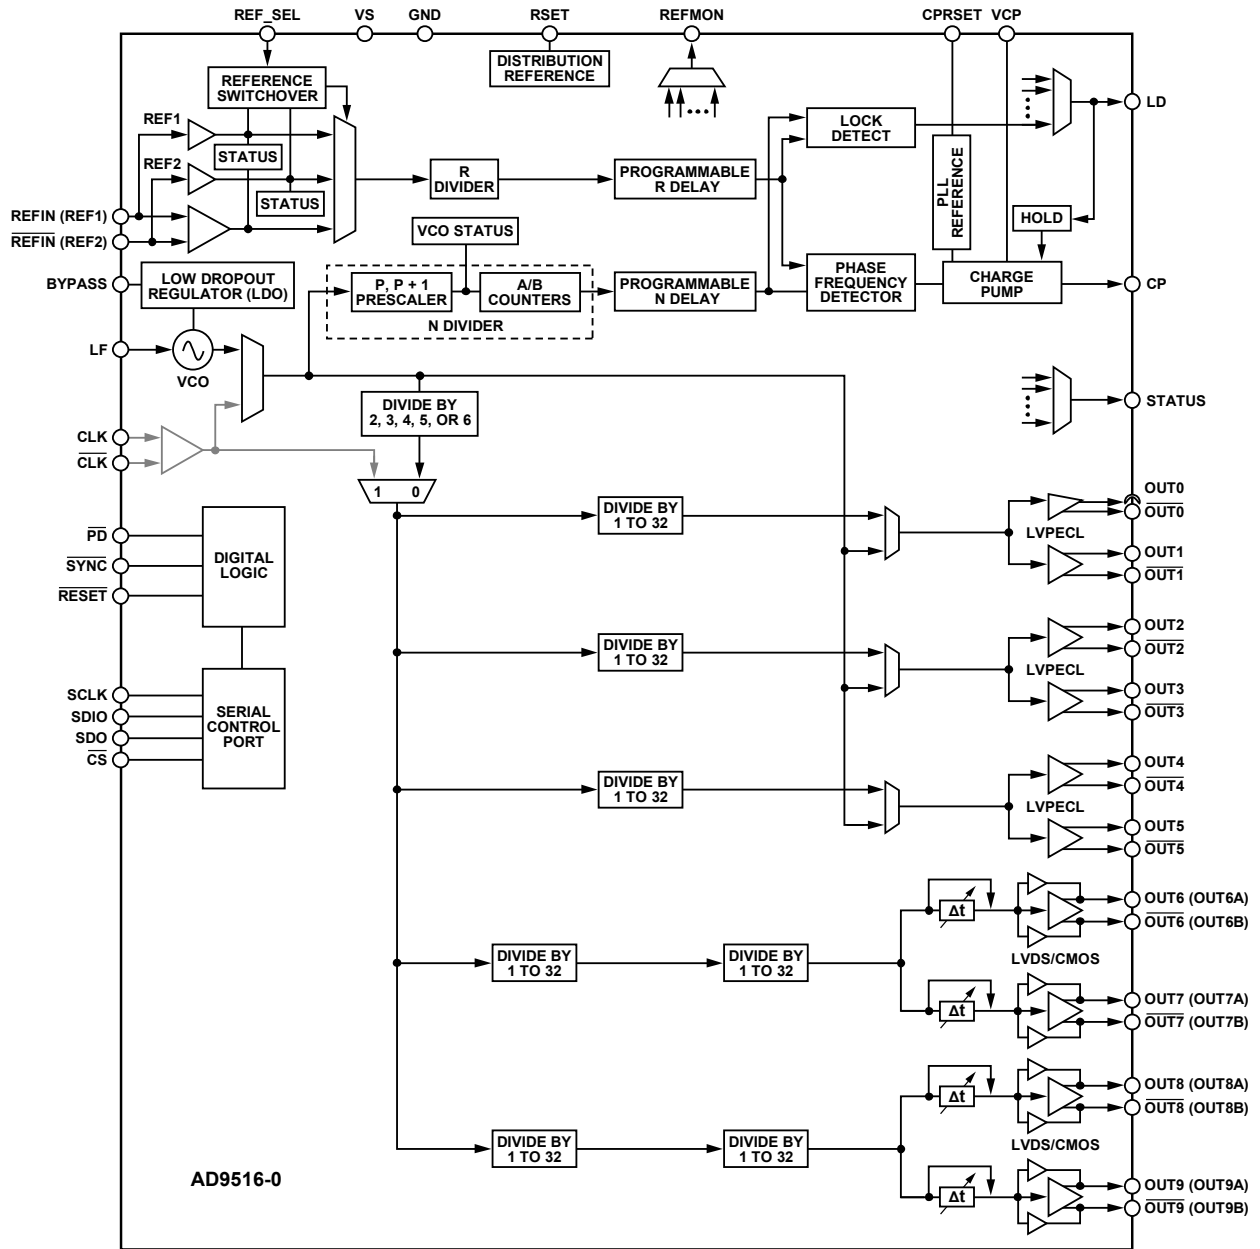 REF_SEL
VS
GND
RSET
REFMON
CPRSET
VCP
DISTRIBUTION
REFERENCE
REFERENCE
SWITCHOVER
REF1
STATUS
REF2
STATUS
R
DIVIDER
PROGRAMMABLE
R DELAY
LOCK
DETECT
LD
PLL
REFERENCE
HOLD
REFIN (REF1)
REFIN (REF2)
VCO STATUS
BYPASS
LOW DROPOUT
REGULATOR (LDO)
P, P + 1
PRESCALER
A/B
COUNTERS
N DIVIDER
PROGRAMMABLE
N DELAY
PHASE
FREQUENCY
DETECTOR
CHARGE
PUMP
CP
LF
VCO
DIVIDE BY
2, 3, 4, 5, OR 6
STATUS
CLK
CLK
1 0
PD
SYNC
RESET
DIGITAL
LOGIC
DIVIDE BY
1 TO 32
LVPECL
OUT0
OUT0
OUT1
OUT1
DIVIDE BY
1 TO 32
LVPECL
OUT2
OUT2
OUT3
OUT3
SCLK
SDIO
SDO
CS
SERIAL
CONTROL
PORT
DIVIDE BY
1 TO 32
LVPECL
OUT4
OUT4
OUT5
OUT5
DIVIDE BY
1 TO 32
DIVIDE BY
1 TO 32
Δt
Δt
LVDS/CMOS
OUT6 (OUT6A)
OUT6 (OUT6B)
OUT7 (OUT7A)
OUT7 (OUT7B)
DIVIDE BY
1 TO 32
DIVIDE BY
1 TO 32
Δt
Δt
LVDS/CMOS
OUT8 (OUT8A)
OUT8 (OUT8B)
OUT9 (OUT9A)
OUT9 (OUT9B)
AD9516-0